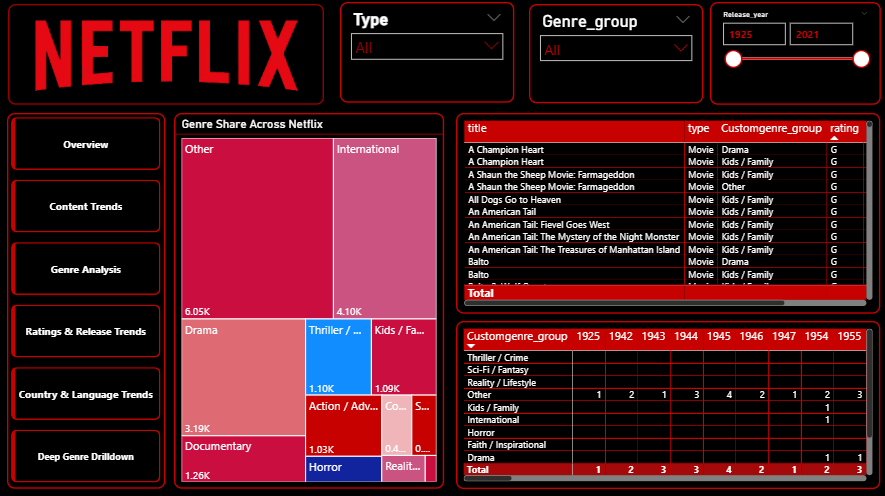 NETFLIX
Type
All
Genre_group
All
Release_year
1925 2021
Overview
Content Trends
Genre Analysis
Ratings & Release Trends
Country & Language Trends
Deep Genre Drilldown
Genre Share Across Netflix
Other
6.05K
International
4.10K
Drama
3.19K
Documentary
1.26K
Thriller / ...
1.10K
Kids / Fa...
1.09K
Action / Adv...
1.03K
Co...
0.4...
S...
0....
Horror
Realit...
title type Customgenre_group rating
A Champion Heart Movie Drama G
A Champion Heart Movie Kids / Family G
A Shaun the Sheep Movie: Farmageddon Movie Kids / Family G
A Shaun the Sheep Movie: Farmageddon Movie Other G
All Dogs Go to Heaven Movie Kids / Family G
An American Tail Movie Kids / Family G
An American Tail: Fievel Goes West Movie Kids / Family G
An American Tail: The Mystery of the Night Monster Movie Kids / Family G
An American Tail: The Treasures of Manhattan Island Movie Kids / Family G
Balto Movie Drama G
Balto Movie Kids / Family G
Total
Customgenre_group 1925 1942 1943 1944 1945 1946 1947 1954 1955
Thriller / Crime
Sci-Fi / Fantasy
Reality / Lifestyle
Other 1 2 1 3 4 2 1 2 3
Kids / Family 1
International 1
Horror
Faith / Inspirational
Drama 1 1
Total 1 2 3 3 4 2 1 2 3